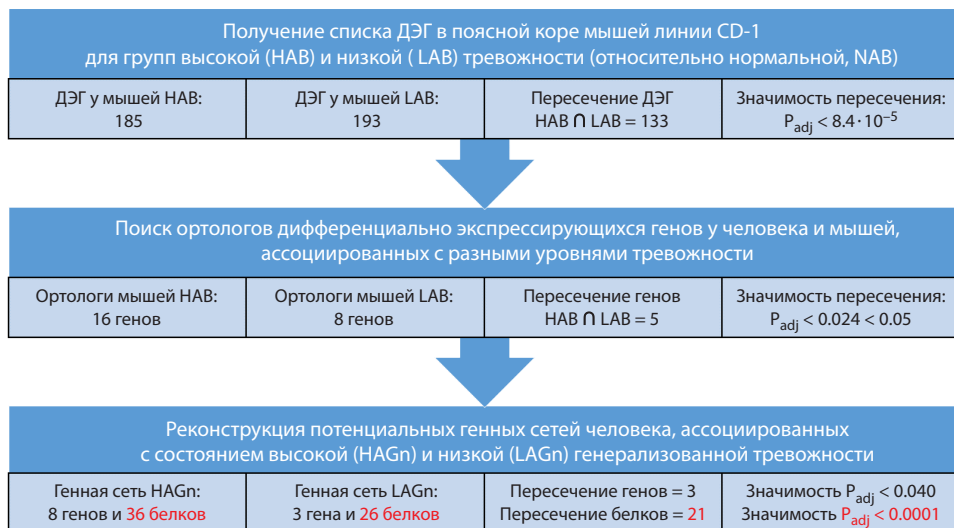 Получение списка ДЭГ в поясной коре мышей линии CD-1
для групп высокой (HAB) и низкой ( LAB) тревожности (относительно нормальной, NAB)
ДЭГ у мышей HAB:
185
ДЭГ у мышей LAB:
193
Пересечение ДЭГ
HAB ∩ LAB = 133
Значимость пересечения:
P_adj < 8.4·10⁻⁵
Поиск ортологов дифференциально экспрессирующихся генов у человека и мышей,
ассоциированных с разными уровнями тревожности
Ортологи мышей HAB:
16 генов
Ортологи мышей LAB:
8 генов
Пересечение генов
HAB ∩ LAB = 5
Значимость пересечения:
P_adj < 0.024 < 0.05
Реконструкция потенциальных генных сетей человека, ассоциированных
с состоянием высокой (HAGn) и низкой (LAGn) генерализованной тревожности
Генная сеть HAGn:
8 генов и 36 белков
Генная сеть LAGn:
3 гена и 26 белков
Пересечение генов = 3
Пересечение белков = 21
Значимость P_adj < 0.040
Значимость P_adj < 0.0001